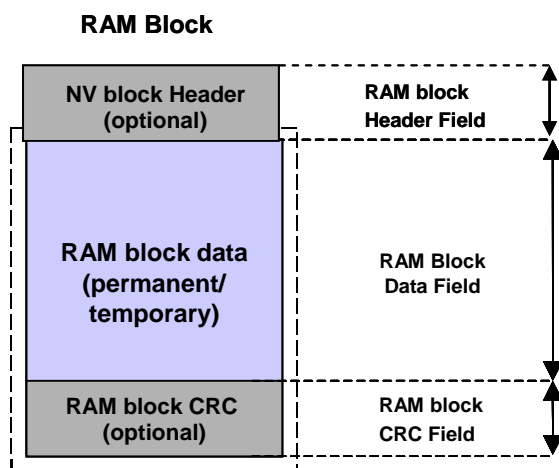 RAM Block
NV block Header
(optional)
RAM block
Header Field
RAM block data
(permanent/
temporary)
RAM Block
Data Field
RAM block CRC
(optional)
RAM block
CRC Field